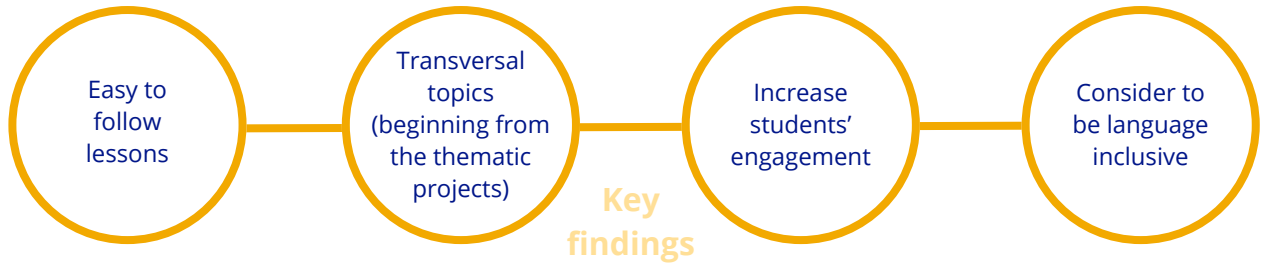 Easy to
follow
lessons
Transversal
topics
(beginning from
the thematic
projects)
Increase
students’
engagement
Consider to
be language
inclusive
Key
findings